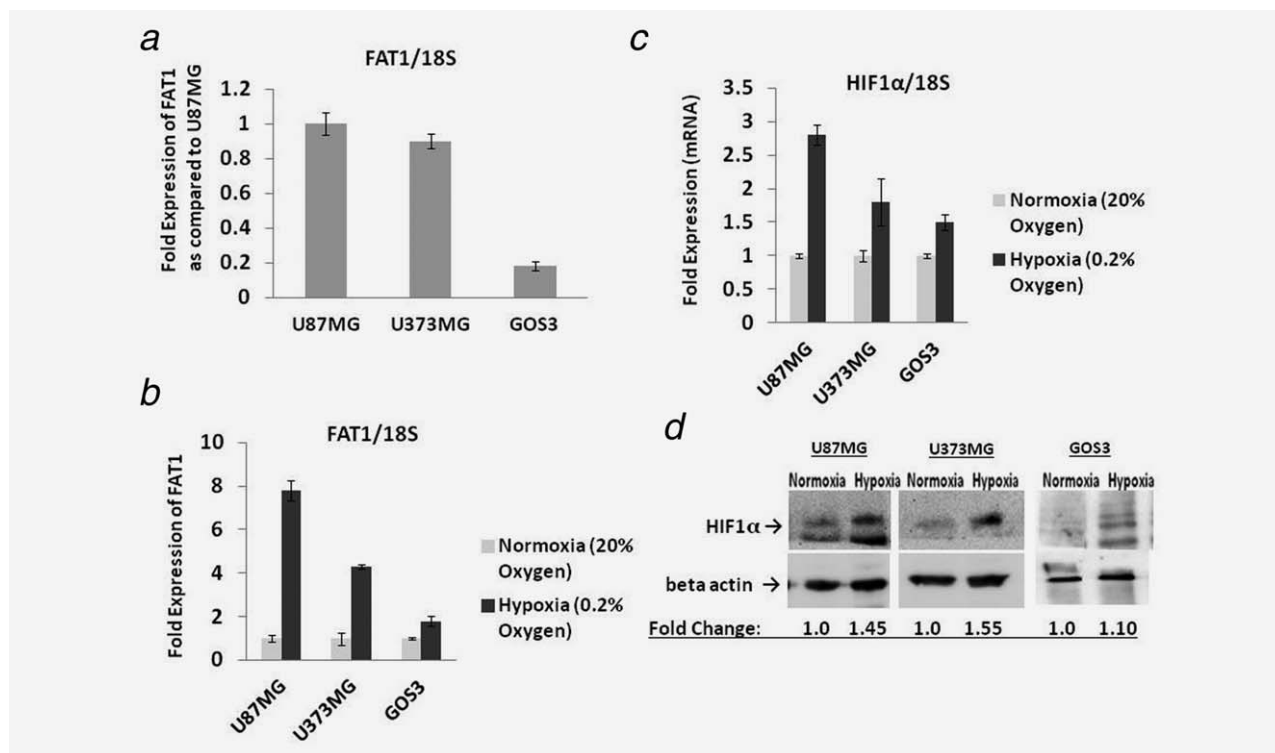 a
FAT1/18S
Fold Expression of FAT1
as compared to U87MG
1.2
1
0.8
0.6
0.4
0.2
0
U87MG U373MG GOS3
b
FAT1/18S
Fold Expression of FAT1
10
8
6
4
2
0
U87MG
U373MG
GOS3
Normoxia (20%
Oxygen)
Hypoxia (0.2%
Oxygen)
c
HIF1α/18S
Fold Expression (mRNA)
3.5
3
2.5
2
1.5
1
0.5
0
U87MG
U373MG
GOS3
Normoxia (20%
Oxygen)
Hypoxia (0.2%
Oxygen)
d
U87MG U373MG GOS3
Normoxia Hypoxia Normoxia Hypoxia Normoxia Hypoxia
HIF1α →
beta actin →
Fold Change: 1.0 1.45 1.0 1.55 1.0 1.10